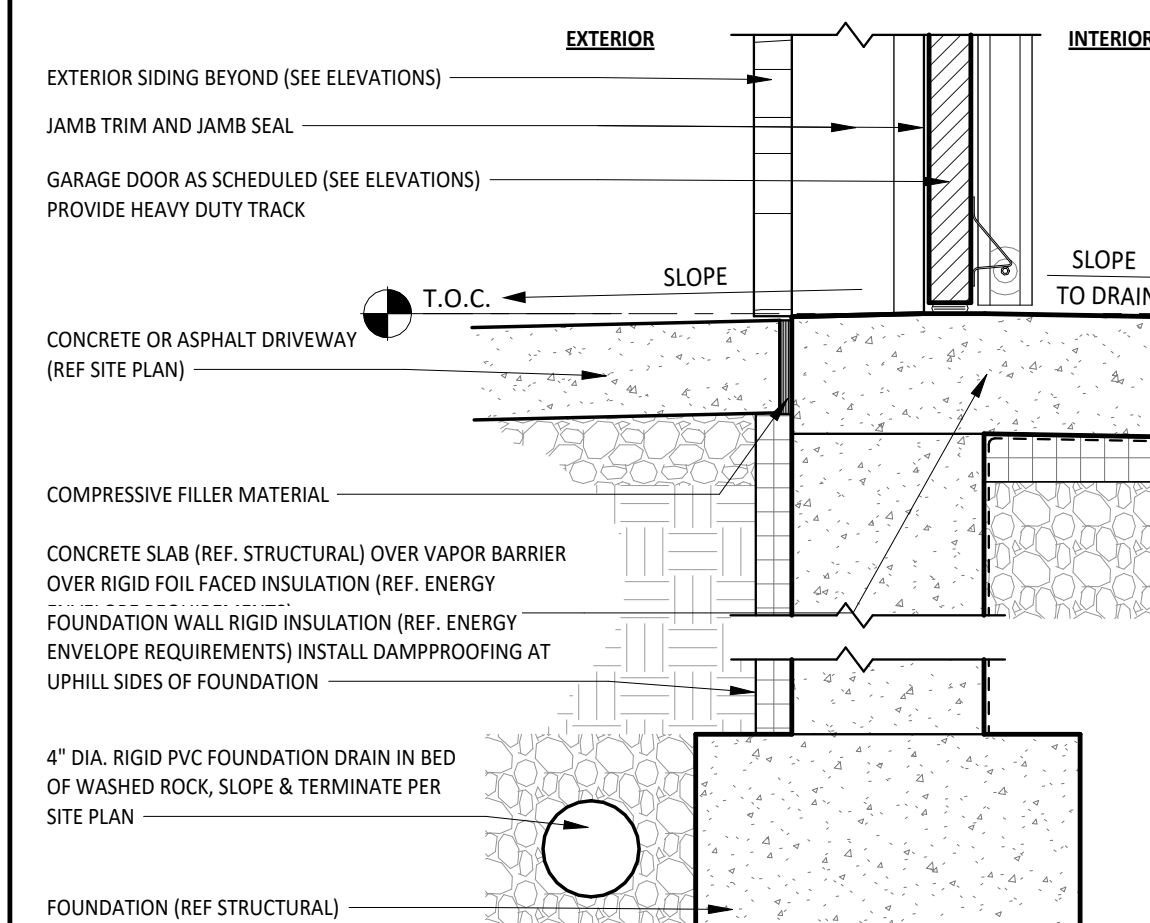 EXTERIOR
INTERIOR
EXTERIOR SIDING BEYOND (SEE ELEVATIONS)
JAMB TRIM AND JAMB SEAL
GARAGE DOOR AS SCHEDULED (SEE ELEVATIONS)
PROVIDE HEAVY DUTY TRACK
SLOPE
SLOPE
T.O.C.
TO DRAIN
CONCRETE OR ASPHALT DRIVEWAY
(REF SITE PLAN)
COMPRESSIVE FILLER MATERIAL
CONCRETE SLAB (REF. STRUCTURAL) OVER VAPOR BARRIER
OVER RIGID FOIL FACED INSULATION (REF. ENERGY
ENVELOPE REQUIREMENTS)
FOUNDATION WALL RIGID INSULATION (REF. ENERGY
ENVELOPE REQUIREMENTS) INSTALL DAMPPROOFING AT
UPHILL SIDES OF FOUNDATION
4" DIA. RIGID PVC FOUNDATION DRAIN IN BED
OF WASHED ROCK, SLOPE & TERMINATE PER
SITE PLAN
FOUNDATION (REF STRUCTURAL)